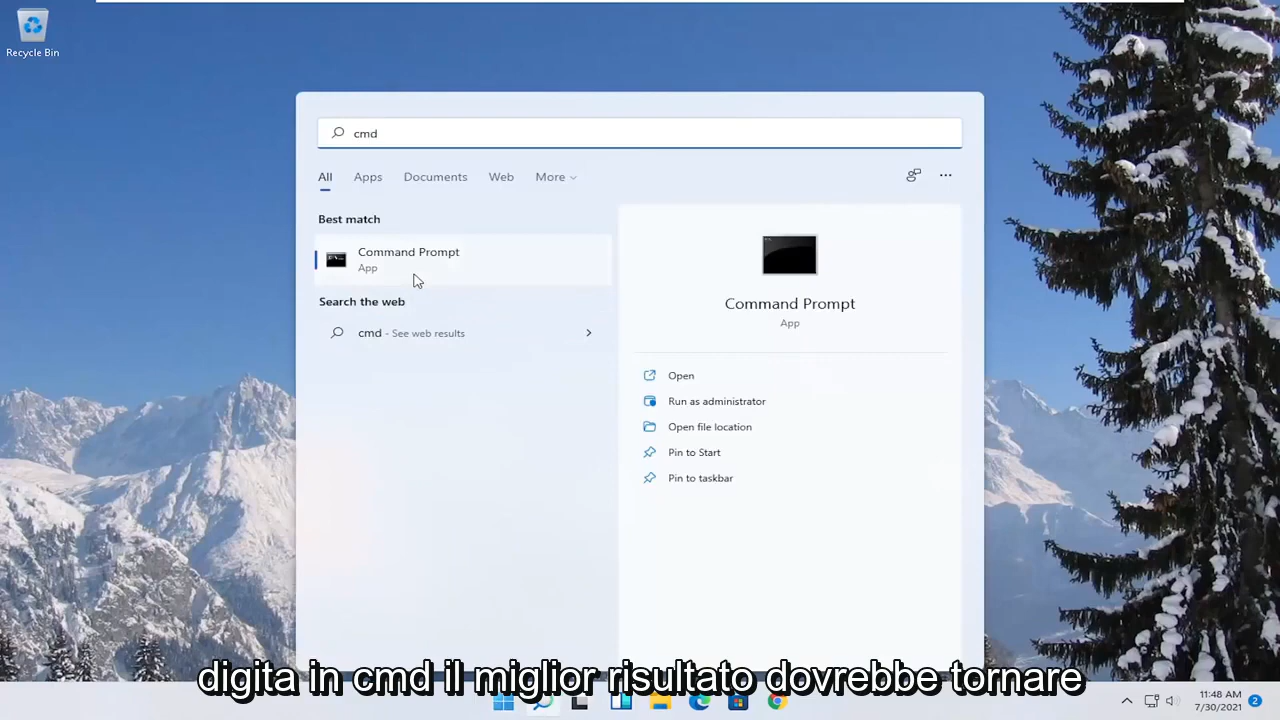 Recycle Bin
cmd
All Apps Documents Web More
Best match
Command Prompt
App
Search the web
cmd - See web results
Command Prompt
App
Open
Run as administrator
Open file location
Pin to Start
Pin to taskbar
digita in cmd il miglior risultato dovrebbe tornare
11:48 AM
7/30/2021
2